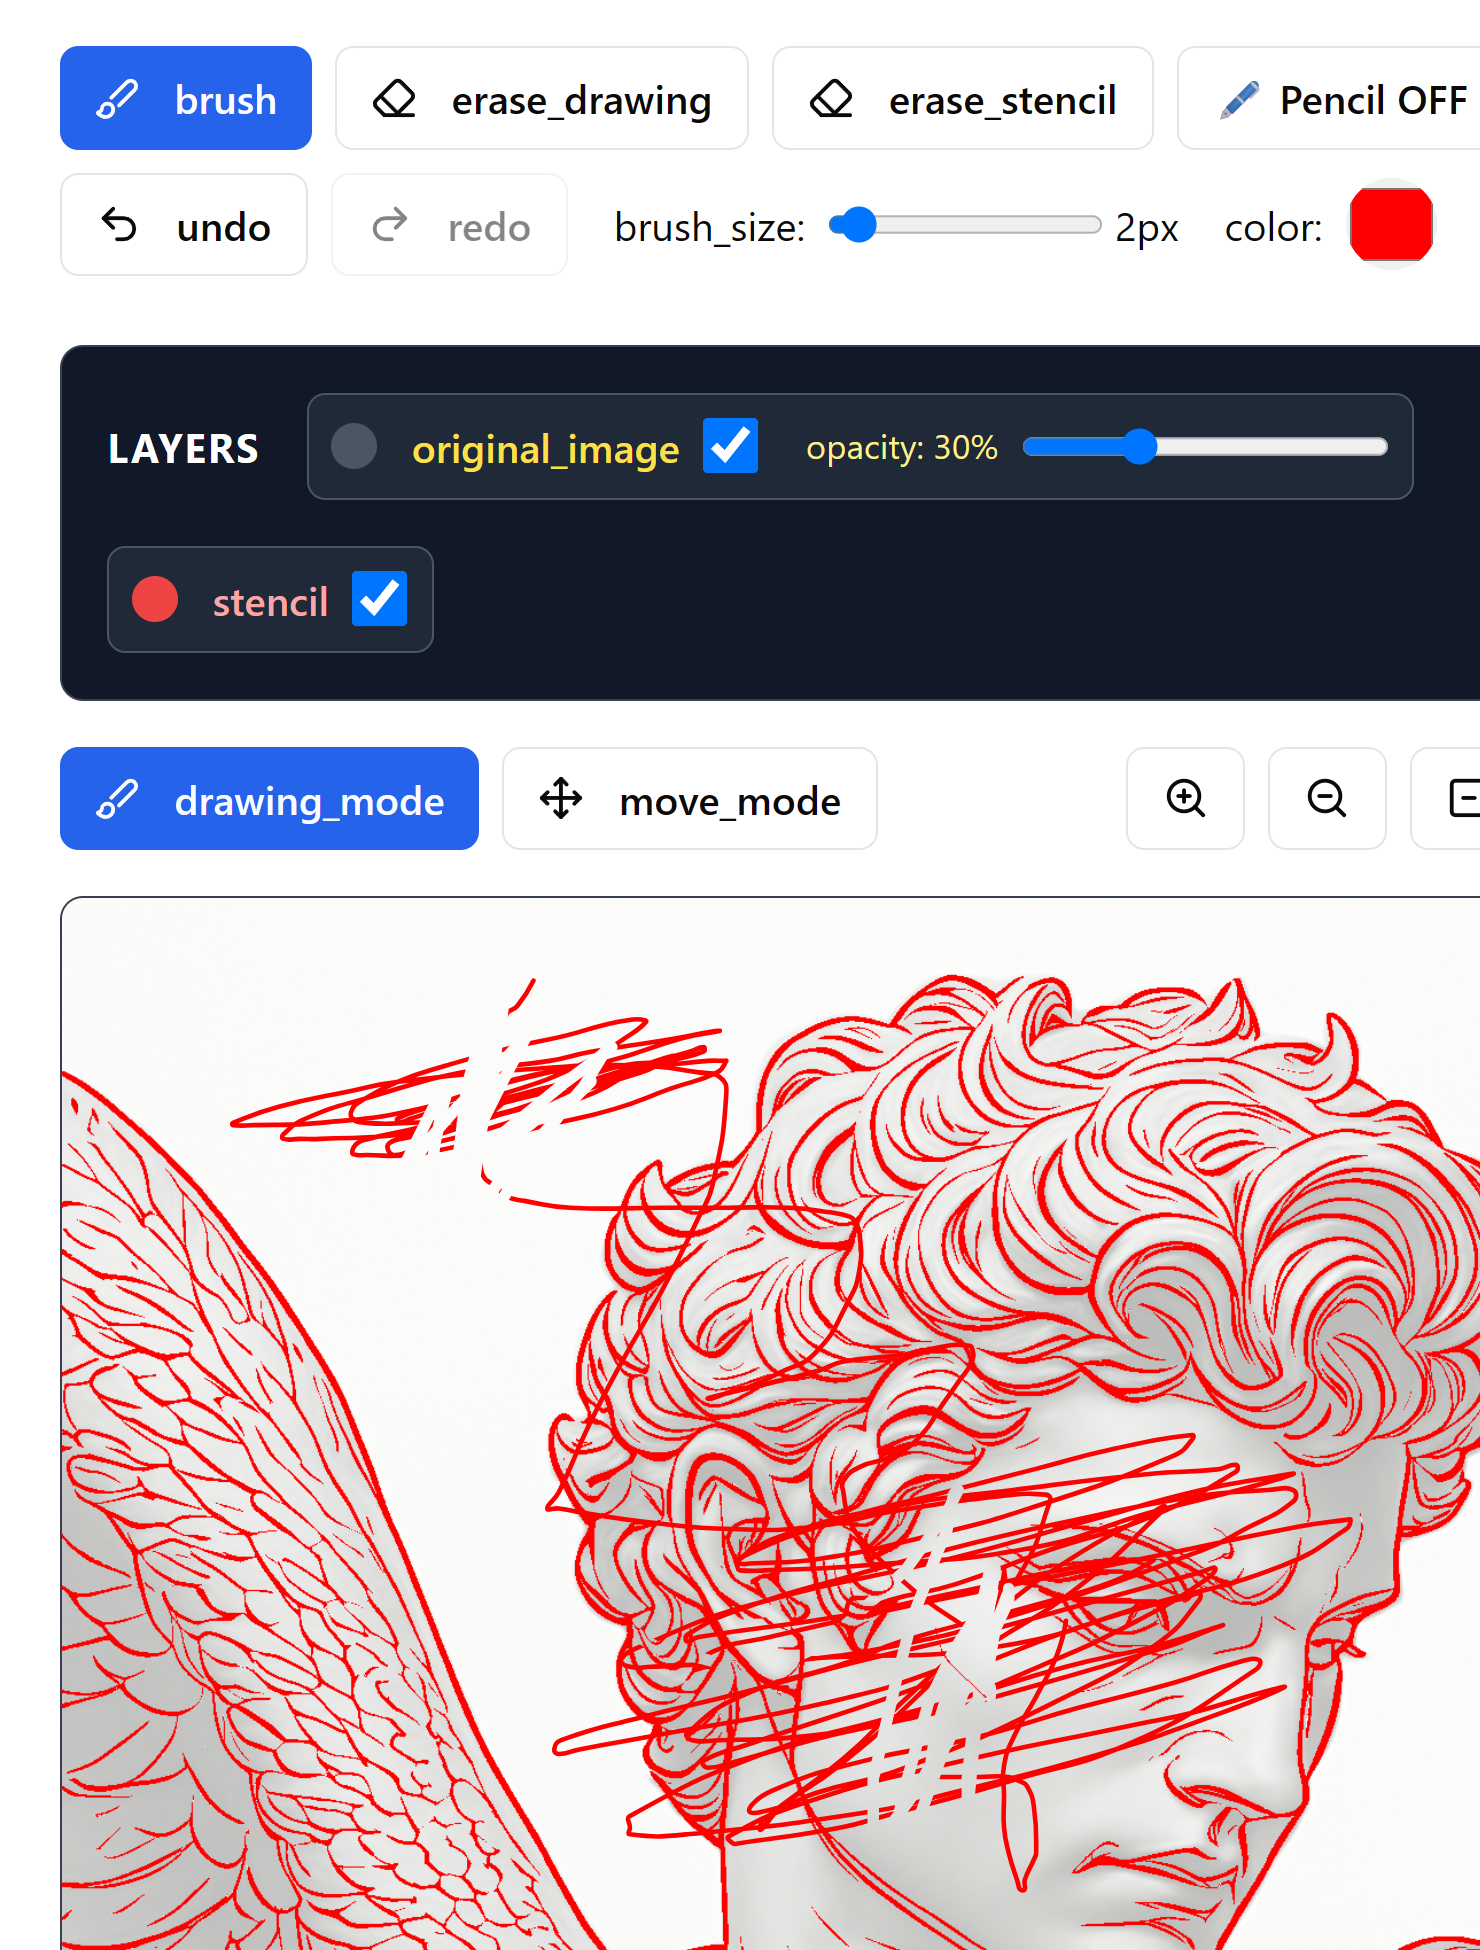 brush erase_drawing erase_stencil Pencil OFF
undo redo brush_size: 2px color:
LAYERS original_image opacity: 30%
stencil
drawing_mode move_mode